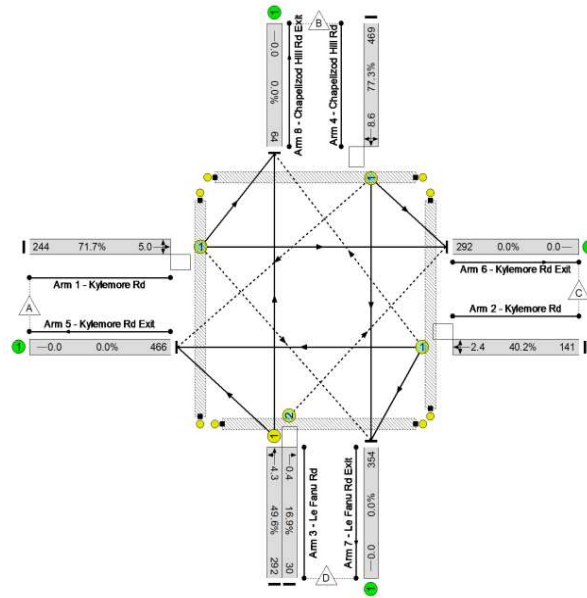 B
Arm 8 - Chapelizod Hill Rd Exit
Arm 4 - Chapelizod Hill Rd
0.0
0.0%
64
469
77.3%
8.6
1
1
244 71.7% 5.0
Arm 1 - Kylemore Rd
A
Arm 5 - Kylemore Rd Exit
1
0.0 0.0% 466
1
292 0.0% 0.0
Arm 6 - Kylemore Rd Exit
C
Arm 2 - Kylemore Rd
1
2.4 40.2% 141
1
2
4.3
49.6%
292
0.4
16.9%
30
Arm 3 - Le Fanu Rd
D
Arm 7 - Le Fanu Rd Exit
354
0.0%
0.0
1